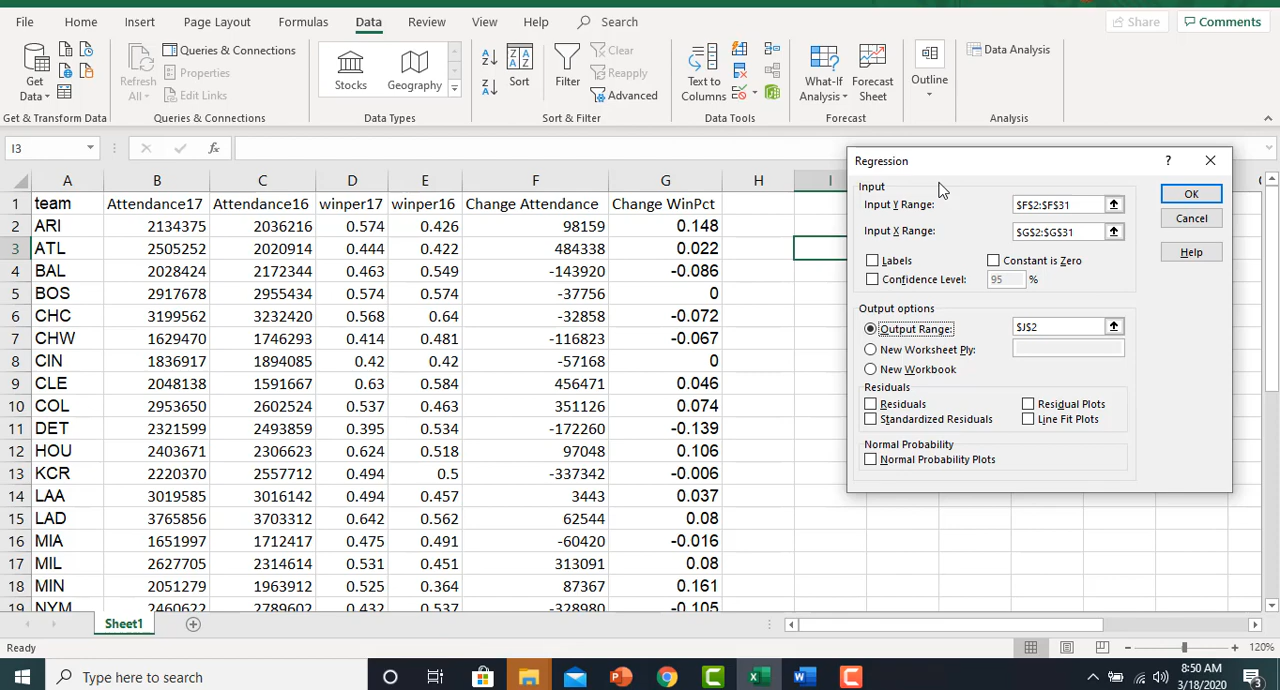 File Home Insert Page Layout Formulas Data Review View Help Search Share Comments
Get Data
Refresh All
Queries & Connections
Properties
Edit Links
Stocks
Geography
Sort
Filter
Clear
Reapply
Advanced
Text to Columns
What-If Analysis
Forecast Sheet
Outline
Data Analysis
Get & Transform Data Queries & Connections Data Types Sort & Filter Data Tools Forecast Analysis
I3 fx
A B C D E F G H I
1 team Attendance17 Attendance16 winper17 winper16 Change Attendance Change WinPct
2 ARI 2134375 2036216 0.574 0.426 98159 0.148
3 ATL 2505252 2020914 0.444 0.422 484338 0.022
4 BAL 2028424 2172344 0.463 0.549 -143920 -0.086
5 BOS 2917678 2955434 0.574 0.574 -37756 0
6 CHC 3199562 3232420 0.568 0.64 -32858 -0.072
7 CHW 1629470 1746293 0.414 0.481 -116823 -0.067
8 CIN 1836917 1894085 0.42 0.42 -57168 0
9 CLE 2048138 1591667 0.63 0.584 456471 0.046
10 COL 2953650 2602524 0.537 0.463 351126 0.074
11 DET 2321599 2493859 0.395 0.534 -172260 -0.139
12 HOU 2403671 2306623 0.624 0.518 97048 0.106
13 KCR 2220370 2557712 0.494 0.5 -337342 -0.006
14 LAA 3019585 3016142 0.494 0.457 3443 0.037
15 LAD 3765856 3703312 0.642 0.562 62544 0.08
16 MIA 1651997 1712417 0.475 0.491 -60420 -0.016
17 MIL 2627705 2314614 0.531 0.451 313091 0.08
18 MIN 2051279 1963912 0.525 0.364 87367 0.161
19 NYM 2460622 2789602 0.432 0.537 -328980 -0.105
Regression ?
Input
Input Y Range: $F$2:$F$31 OK
Input X Range: $G$2:$G$31 Cancel
Help
Labels Constant is Zero
Confidence Level: 95 %
Output options
Output Range: $J$2
New Worksheet Ply:
New Workbook
Residuals
Residuals Residual Plots
Standardized Residuals Line Fit Plots
Normal Probability
Normal Probability Plots
Sheet1
Ready 120%
Type here to search
8:50 AM
3/18/2020
3